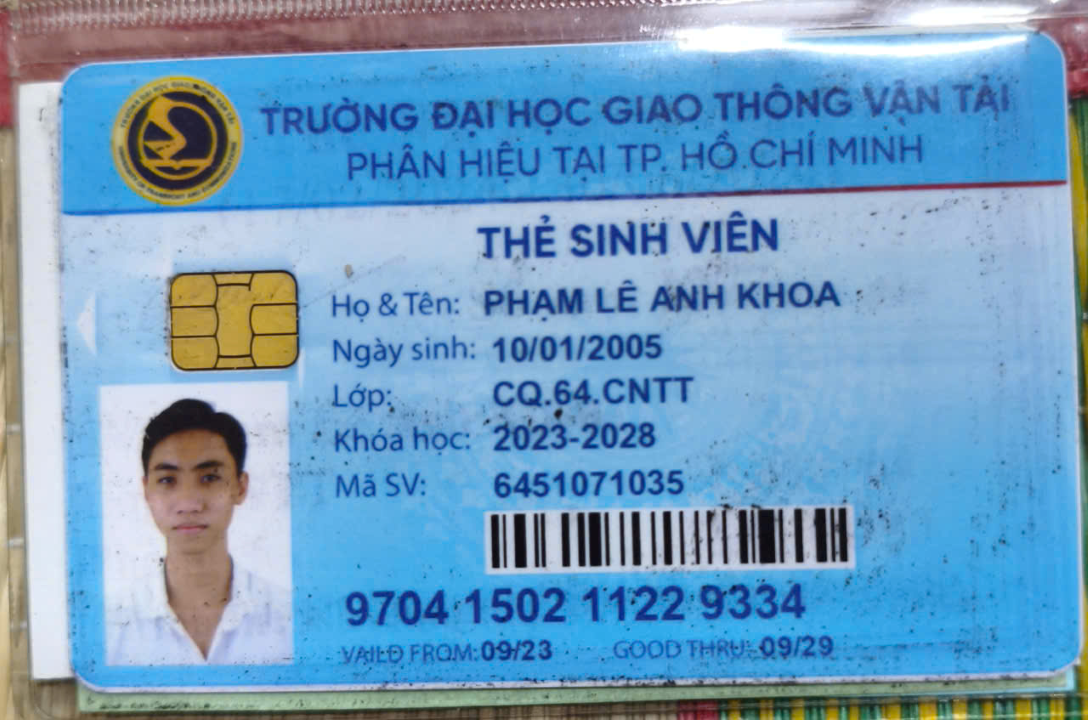 TRƯỜNG ĐẠI HỌC GIAO THÔNG VẬN TẢI
PHÂN HIỆU TẠI TP. HỒ CHÍ MINH
THẺ SINH VIÊN
Họ & Tên: PHẠM LÊ ANH KHOA
Ngày sinh: 10/01/2005
Lớp: CQ.64.CNTT
Khóa học: 2023-2028
Mã SV: 6451071035
9704 1502 1122 9334
VAILD FROM: 09/23 GOOD THRU: 09/29